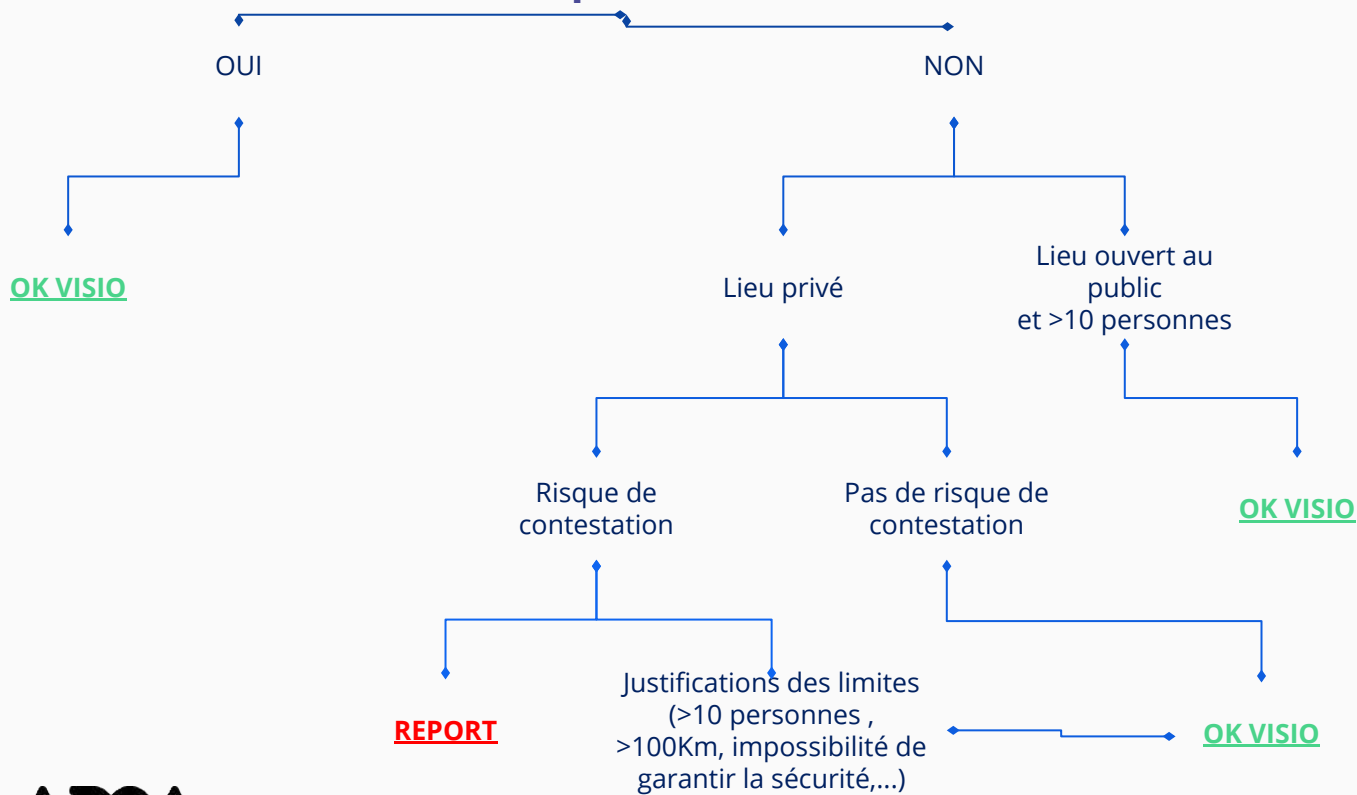 OUI
NON
OK VISIO
Lieu privé
Lieu ouvert au
public
et >10 personnes
Risque de
contestation
Pas de risque de
contestation
OK VISIO
REPORT
Justifications des limites
(>10 personnes ,
>100Km, impossibilité de
garantir la sécurité,...)
OK VISIO